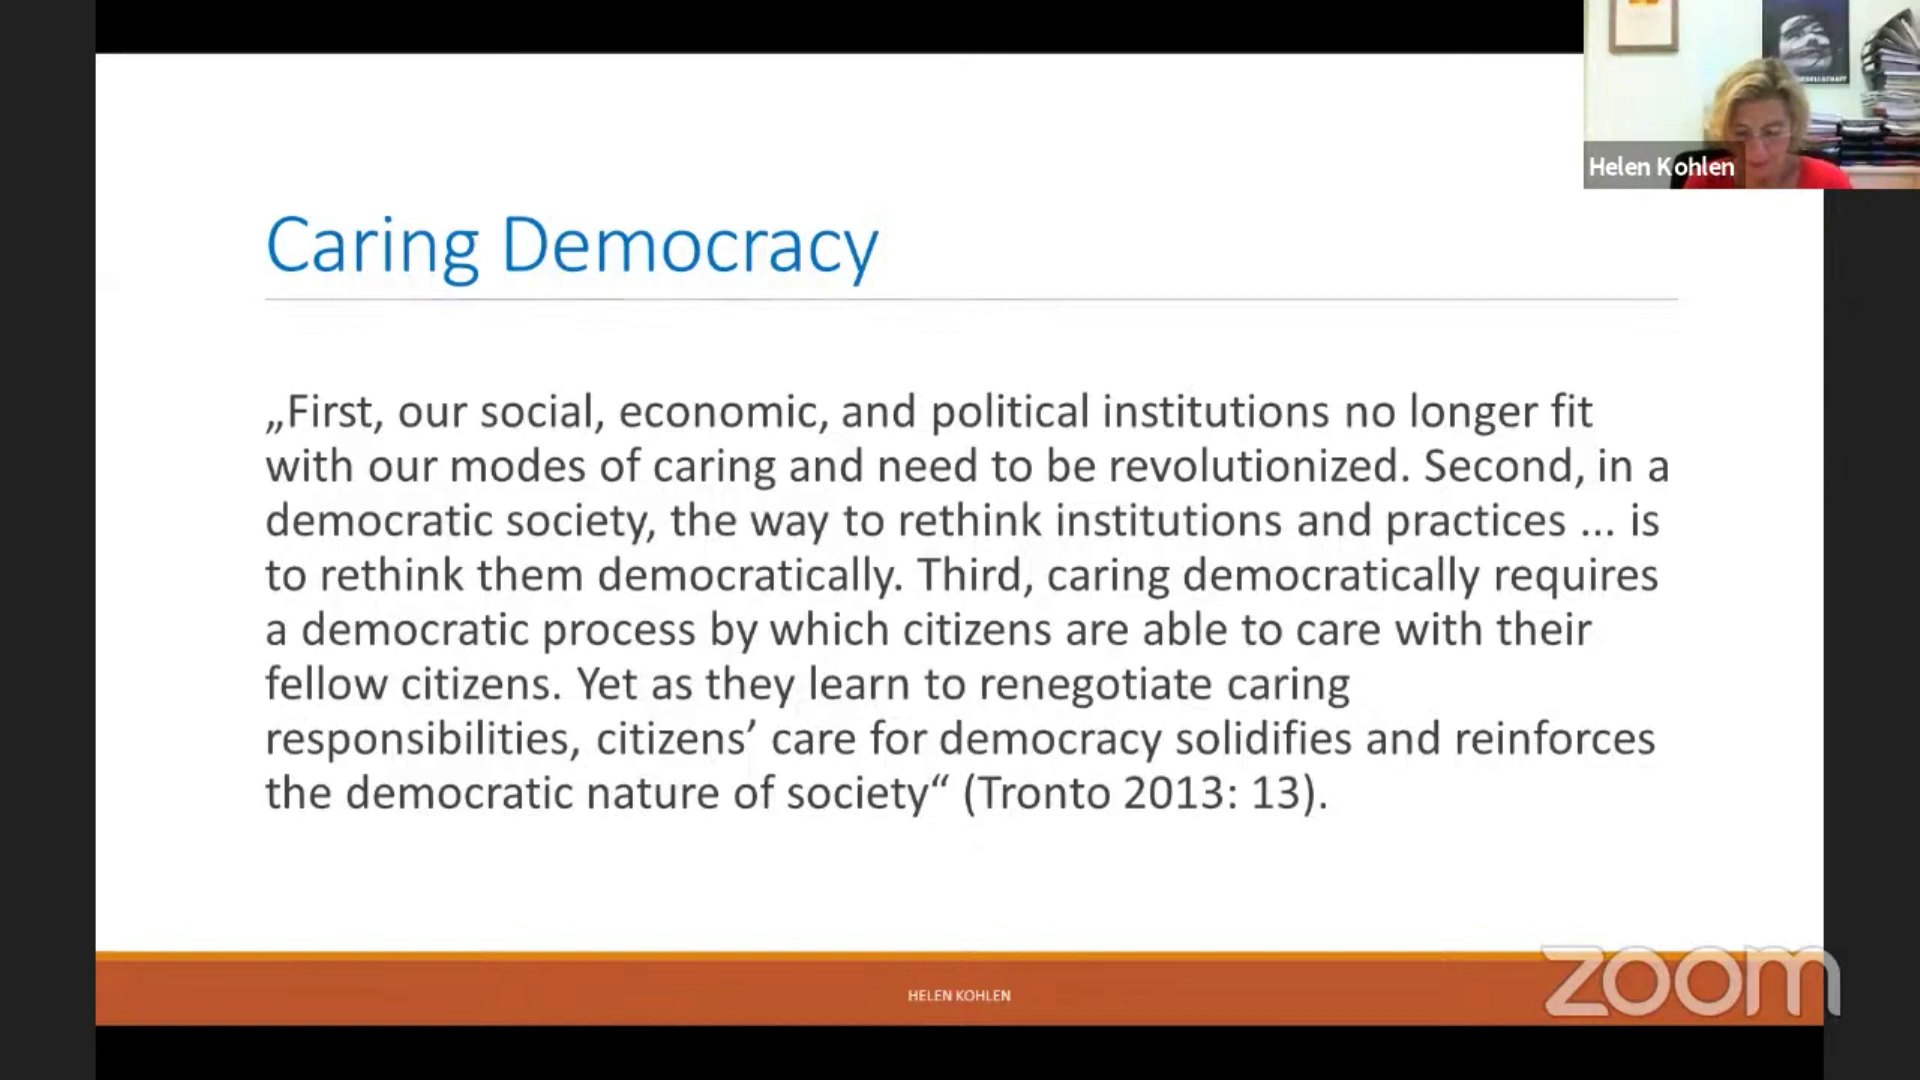 GESELLSCHAFT
Helen Kohlen
Caring Democracy
„First, our social, economic, and political institutions no longer fit
with our modes of caring and need to be revolutionized. Second, in a
democratic society, the way to rethink institutions and practices ... is
to rethink them democratically. Third, caring democratically requires
a democratic process by which citizens are able to care with their
fellow citizens. Yet as they learn to renegotiate caring
responsibilities, citizens’ care for democracy solidifies and reinforces
the democratic nature of society“ (Tronto 2013: 13).
HELEN KOHLEN
zoom